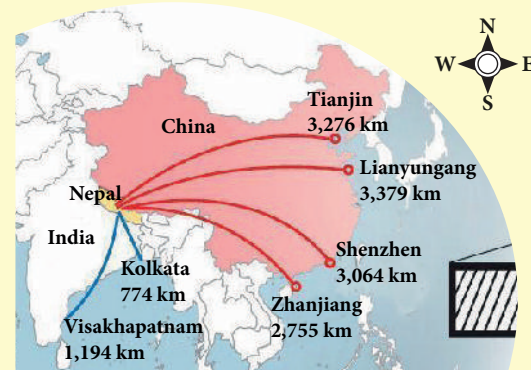 N
W E
S
Tianjin
3,276 km
China
Lianyungang
3,379 km
Nepal
India
Shenzhen
3,064 km
Kolkata
774 km
Zhanjiang
2,755 km
Visakhapatnam
1,194 km